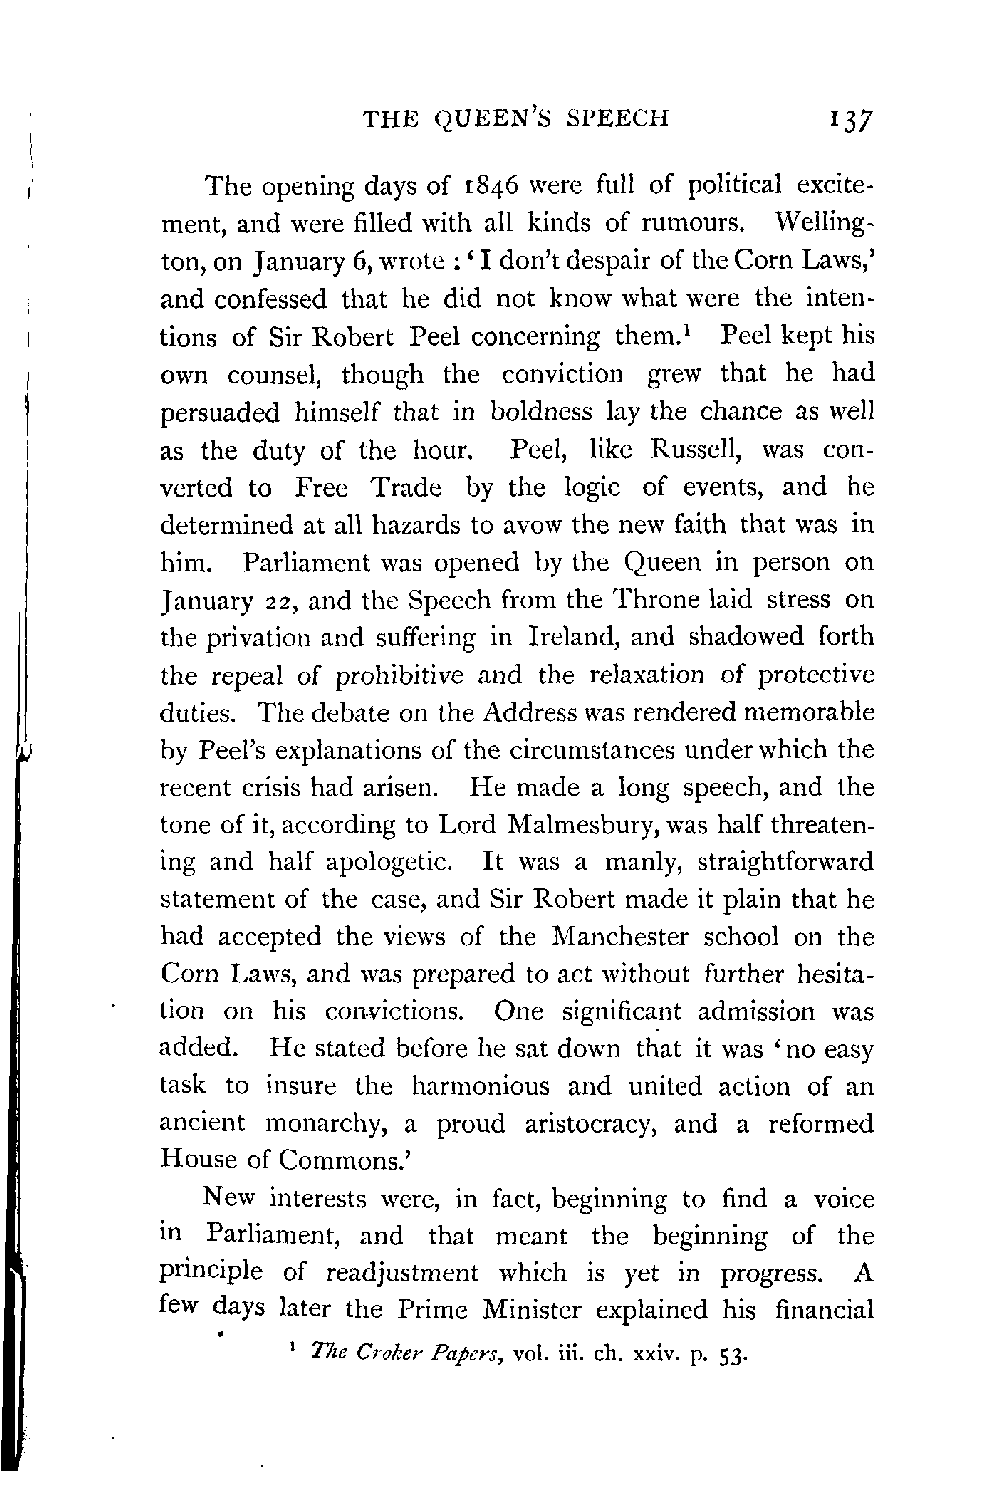 THE QUEEN'S SPEECH 137
The opening days of 1846 were full of political excite-
ment, and were filled with all kinds of rumours. Welling-
ton, on January 6, wrote : ‘ I don’t despair of the Corn Laws,’
and confessed that he did not know what were the inten-
tions of Sir Robert Peel concerning them.¹ Peel kept his
own counsel, though the conviction grew that he had
persuaded himself that in boldness lay the chance as well
as the duty of the hour. Peel, like Russell, was con-
verted to Free Trade by the logic of events, and he
determined at all hazards to avow the new faith that was in
him. Parliament was opened by the Queen in person on
January 22, and the Speech from the Throne laid stress on
the privation and suffering in Ireland, and shadowed forth
the repeal of prohibitive and the relaxation of protective
duties. The debate on the Address was rendered memorable
by Peel’s explanations of the circumstances under which the
recent crisis had arisen. He made a long speech, and the
tone of it, according to Lord Malmesbury, was half threaten-
ing and half apologetic. It was a manly, straightforward
statement of the case, and Sir Robert made it plain that he
had accepted the views of the Manchester school on the
Corn Laws, and was prepared to act without further hesita-
tion on his convictions. One significant admission was
added. He stated before he sat down that it was ‘ no easy
task to insure the harmonious and united action of an
ancient monarchy, a proud aristocracy, and a reformed
House of Commons.’
New interests were, in fact, beginning to find a voice
in Parliament, and that meant the beginning of the
principle of readjustment which is yet in progress. A
few days later the Prime Minister explained his financial
¹ The Croker Papers, vol. iii. ch. xxiv. p. 53.